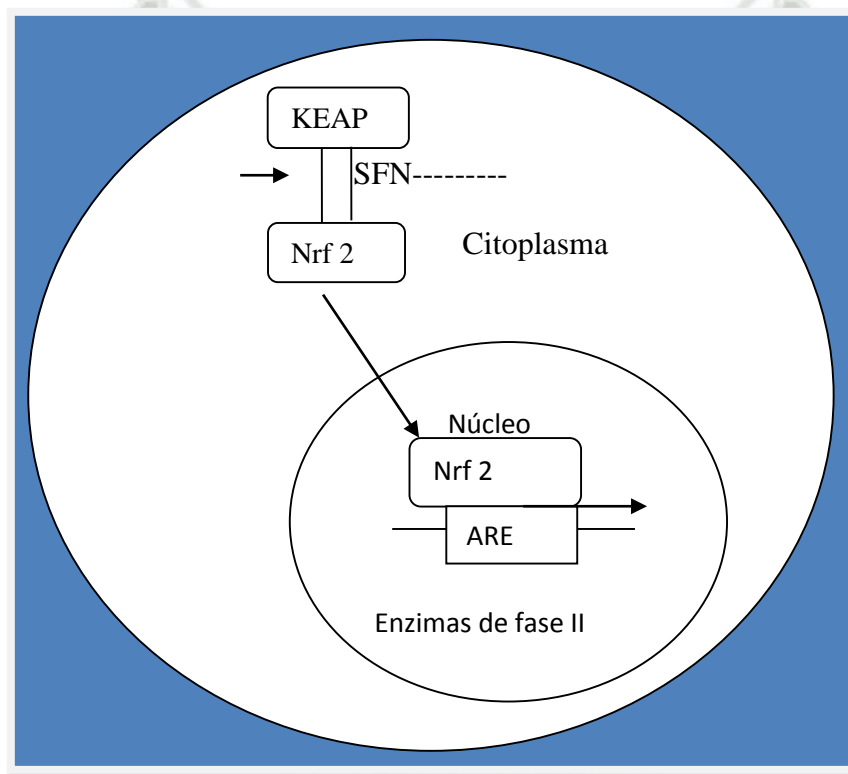 KEAP
SFN---------
Nrf 2
Citoplasma
Núcleo
Nrf 2
ARE
Enzimas de fase II